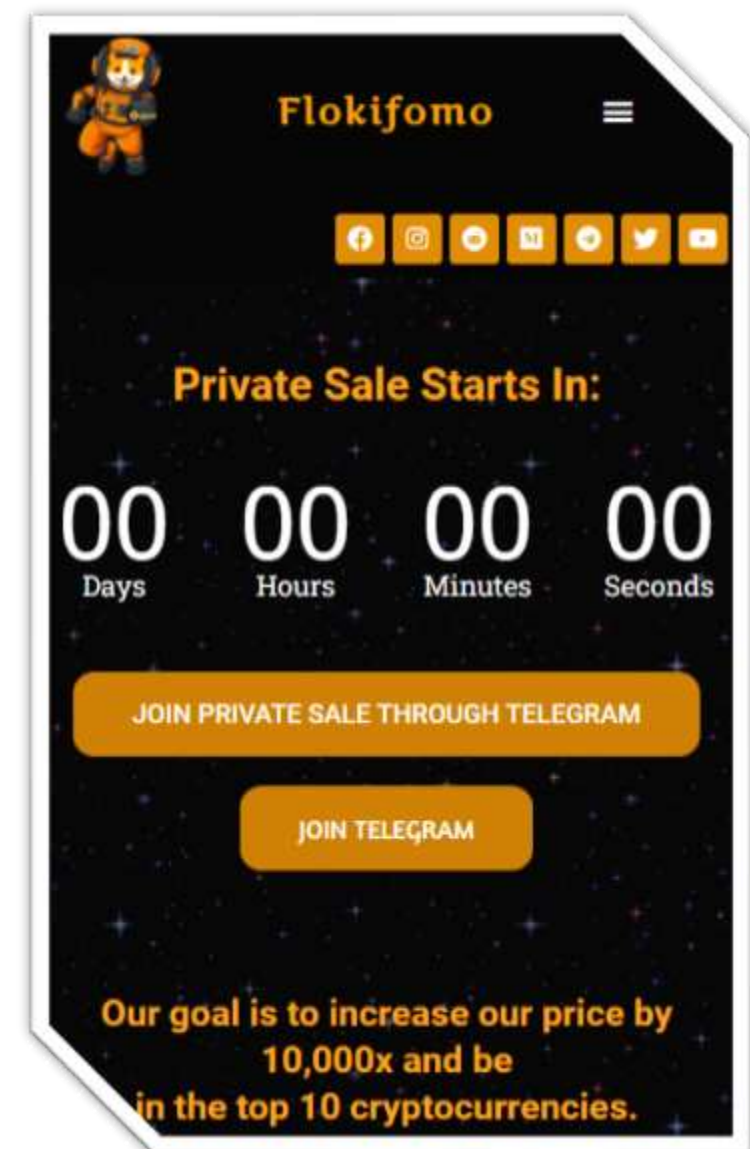 Flokifomo
Private Sale Starts In:
00 00 00 00
Days Hours Minutes Seconds
JOIN PRIVATE SALE THROUGH TELEGRAM
JOIN TELEGRAM
Our goal is to increase our price by
10,000x and be
in the top 10 cryptocurrencies.